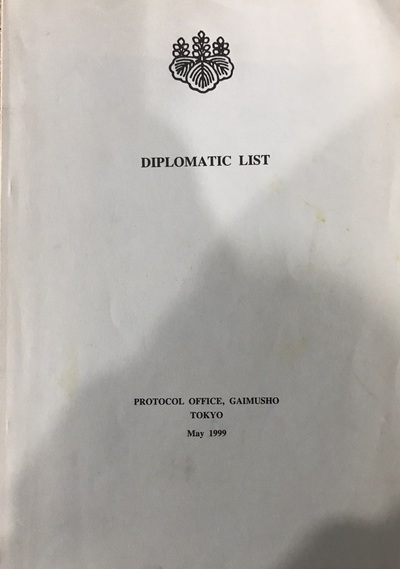 DIPLOMATIC LIST
PROTOCOL OFFICE, GAIMUSHO
TOKYO
May 1999